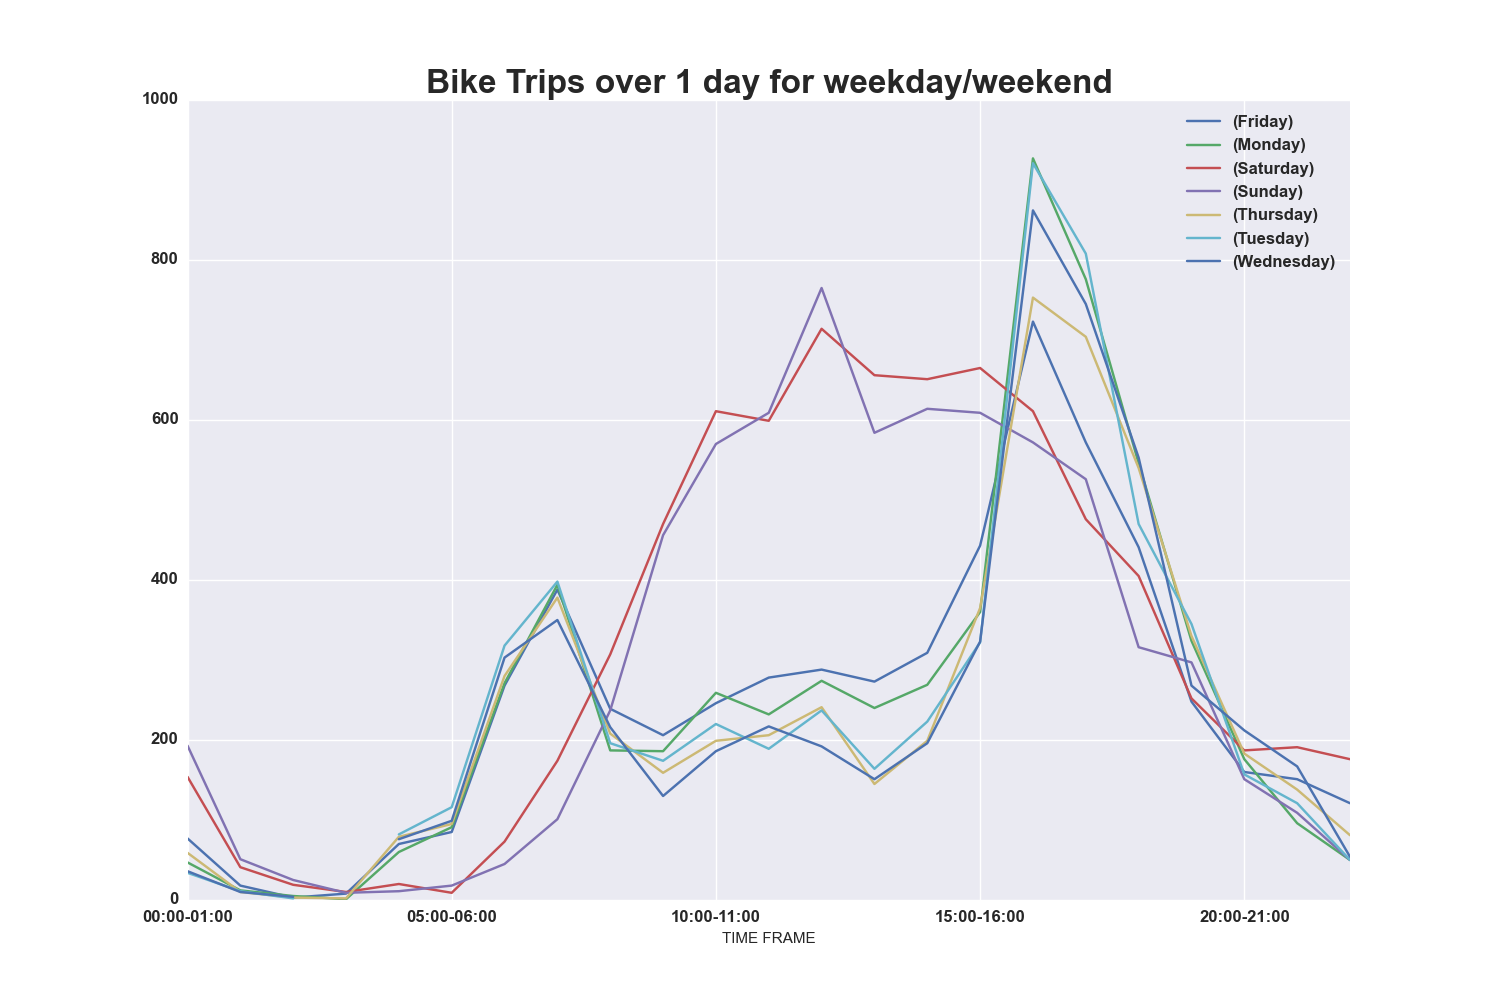 Bike Trips over 1 day for weekday/weekend
1000
800
600
400
200
0
(Friday)
(Monday)
(Saturday)
(Sunday)
(Thursday)
(Tuesday)
(Wednesday)
00:00-01:00 05:00-06:00 10:00-11:00 15:00-16:00 20:00-21:00
TIME FRAME